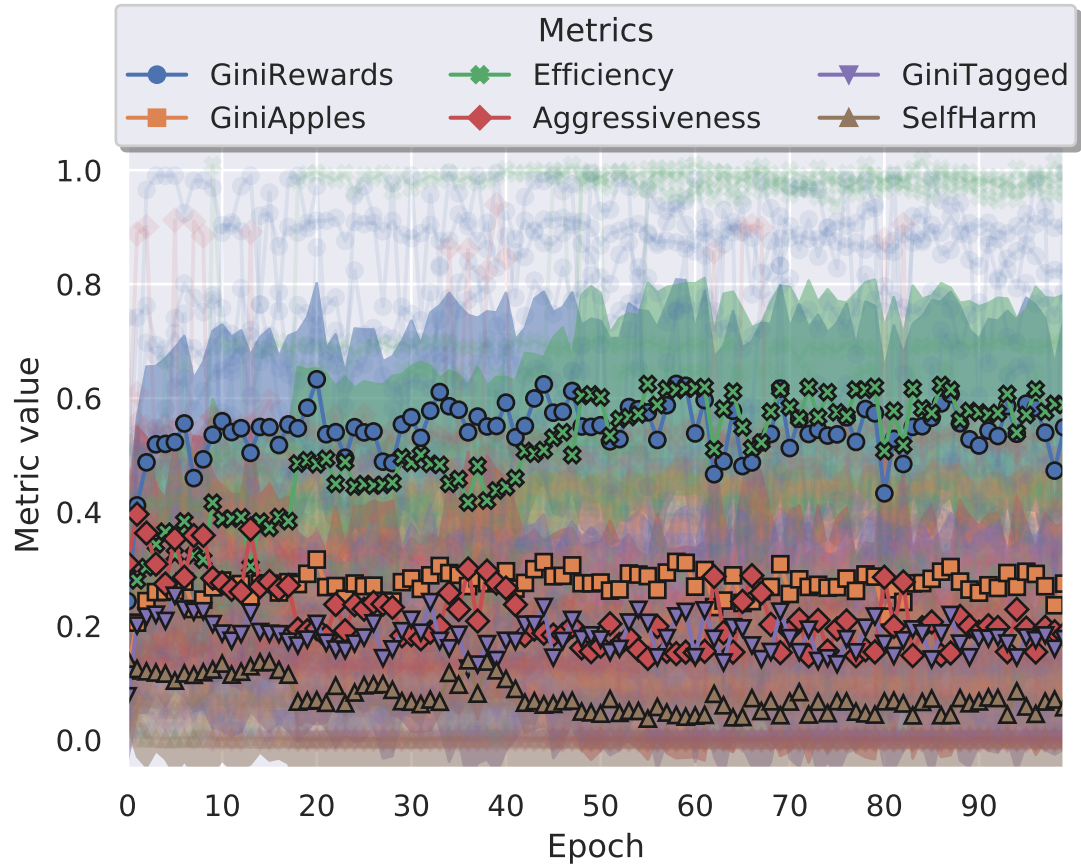 Metrics
GiniRewards Efficiency GiniTagged
GiniApples Aggressiveness SelfHarm
1.0
0.8
0.6
0.4
0.2
0.0
Metric value
0 10 20 30 40 50 60 70 80 90
Epoch